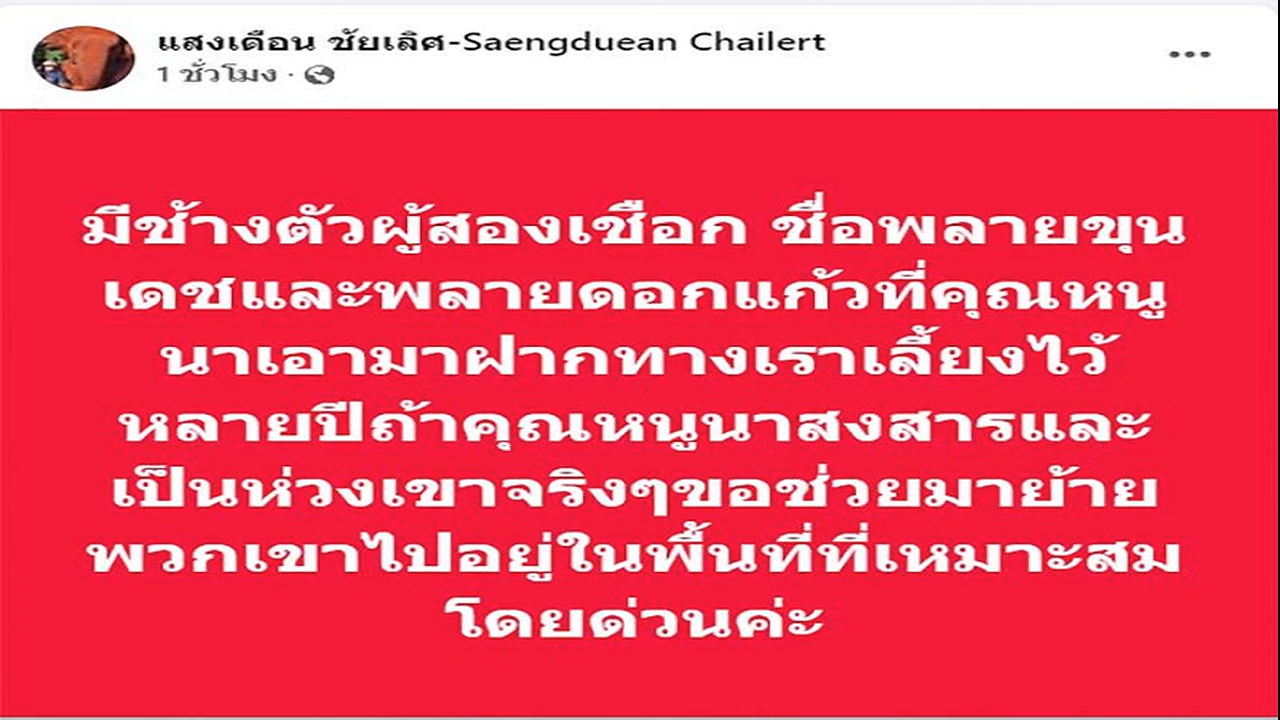 แสงเดือน ชัยเลิศ-Saengduean Chailert
1 ชั่วโมง ·
มีช้างตัวผู้สองเชือก ชื่อพลายขุน
เดชและพลายดอกแก้วที่คุณหนู
นาเอามาฝากทางเราเลี้ยงไว้
หลายปีถ้าคุณหนูนาสงสารและ
เป็นห่วงเขาจริงๆขอช่วยมาย้าย
พวกเขาไปอยู่ในพื้นที่ที่เหมาะสม
โดยด่วนค่ะ